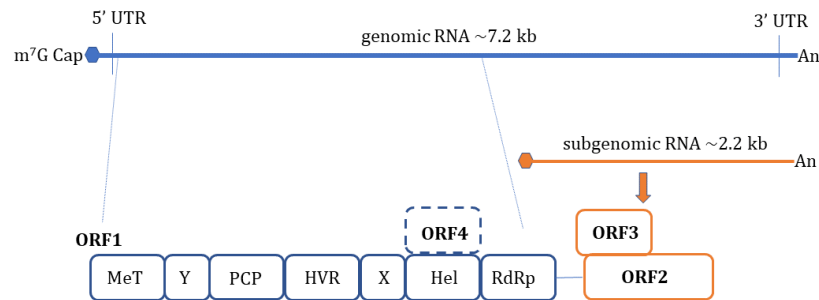 5’ UTR
3’ UTR
genomic RNA ~7.2 kb
m⁷G Cap
An
subgenomic RNA ~2.2 kb
An
ORF1
ORF4
ORF3
MeT
Y
PCP
HVR
X
Hel
RdRp
ORF2